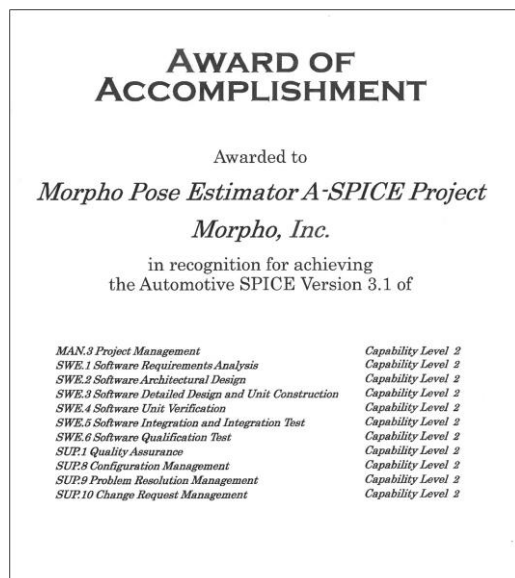 AWARD OF
ACCOMPLISHMENT
Awarded to
Morpho Pose Estimator A-SPICE Project
Morpho, Inc.
in recognition for achieving
the Automotive SPICE Version 3.1 of
MAN.3 Project Management Capability Level 2
SWE.1 Software Requirements Analysis Capability Level 2
SWE.2 Software Architectural Design Capability Level 2
SWE.3 Software Detailed Design and Unit Construction Capability Level 2
SWE.4 Software Unit Verification Capability Level 2
SWE.5 Software Integration and Integration Test Capability Level 2
SWE.6 Software Qualification Test Capability Level 2
SUP.1 Quality Assurance Capability Level 2
SUP.8 Configuration Management Capability Level 2
SUP.9 Problem Resolution Management Capability Level 2
SUP.10 Change Request Management Capability Level 2